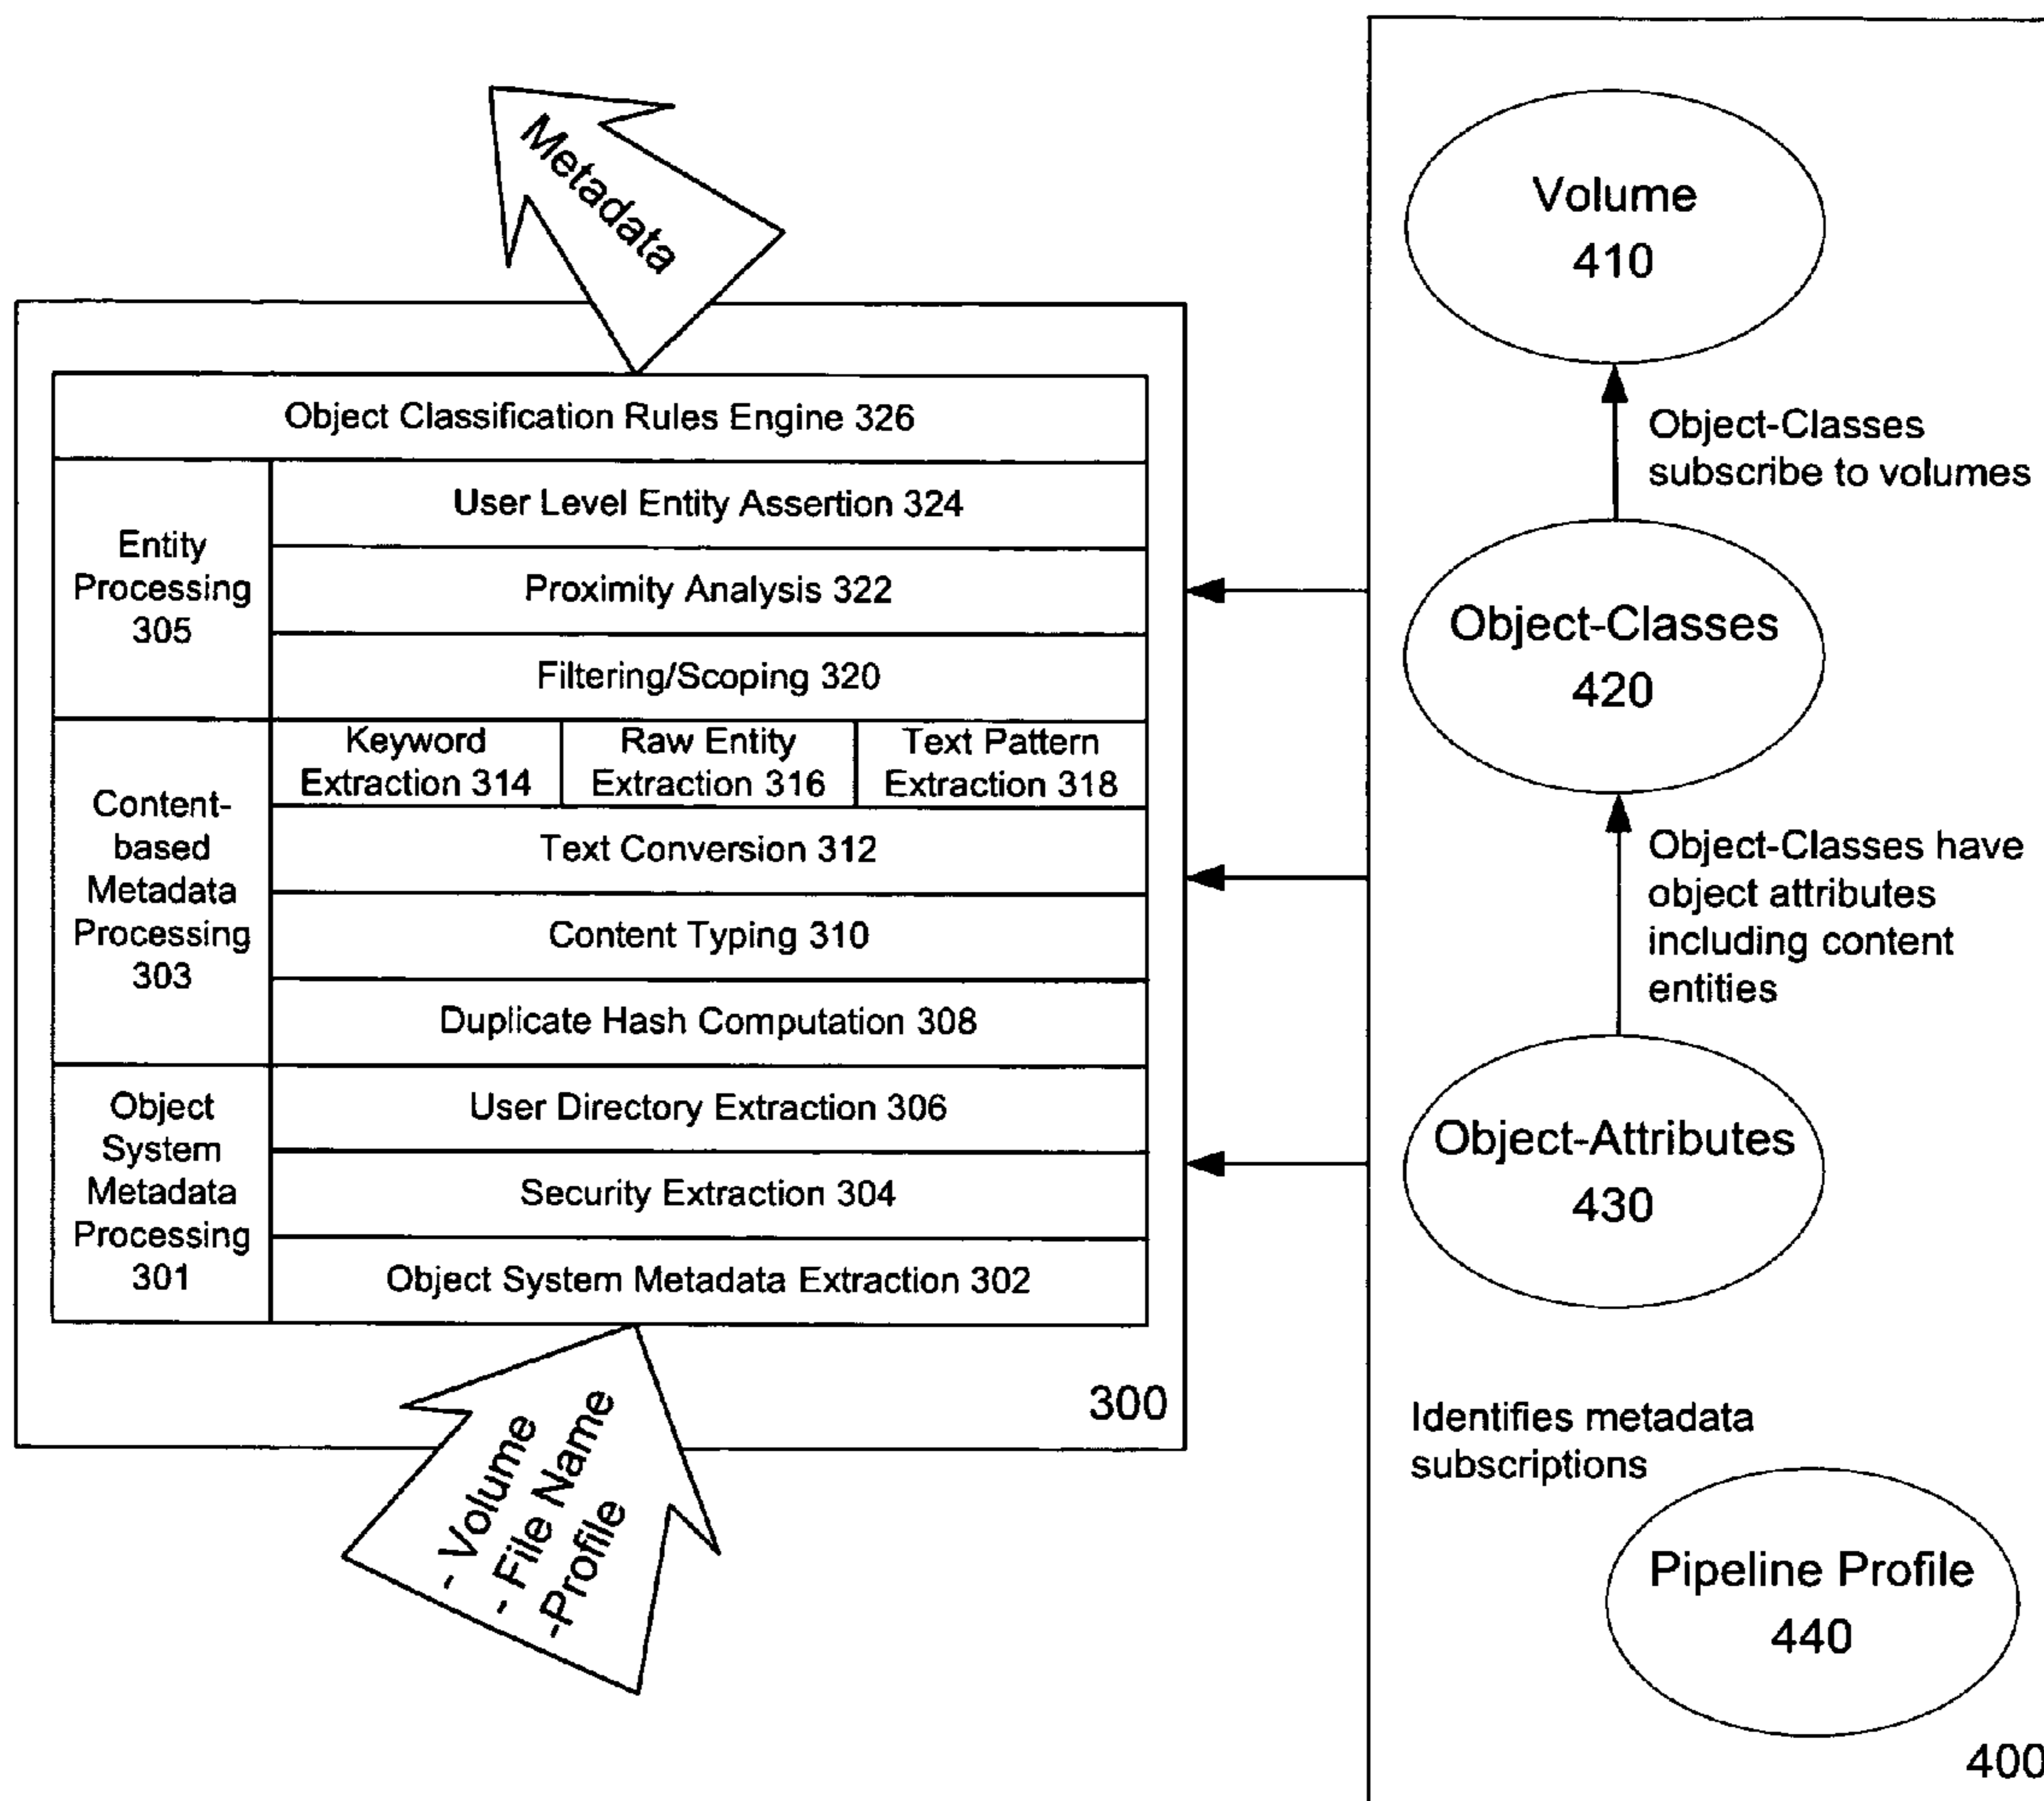 Metadata
Object Classification Rules Engine 326
Entity
Processing
305
User Level Entity Assertion 324
Proximity Analysis 322
Filtering/Scoping 320
Content-
based
Metadata
Processing
303
Keyword
Extraction 314
Raw Entity
Extraction 316
Text Pattern
Extraction 318
Text Conversion 312
Content Typing 310
Duplicate Hash Computation 308
Object
System
Metadata
Processing
301
User Directory Extraction 306
Security Extraction 304
Object System Metadata Extraction 302
300
- Volume
- File Name
-Profile
Volume
410
Object-Classes
subscribe to volumes
Object-Classes
420
Object-Classes have
object attributes
including content
entities
Object-Attributes
430
Identifies metadata
subscriptions
Pipeline Profile
440
400